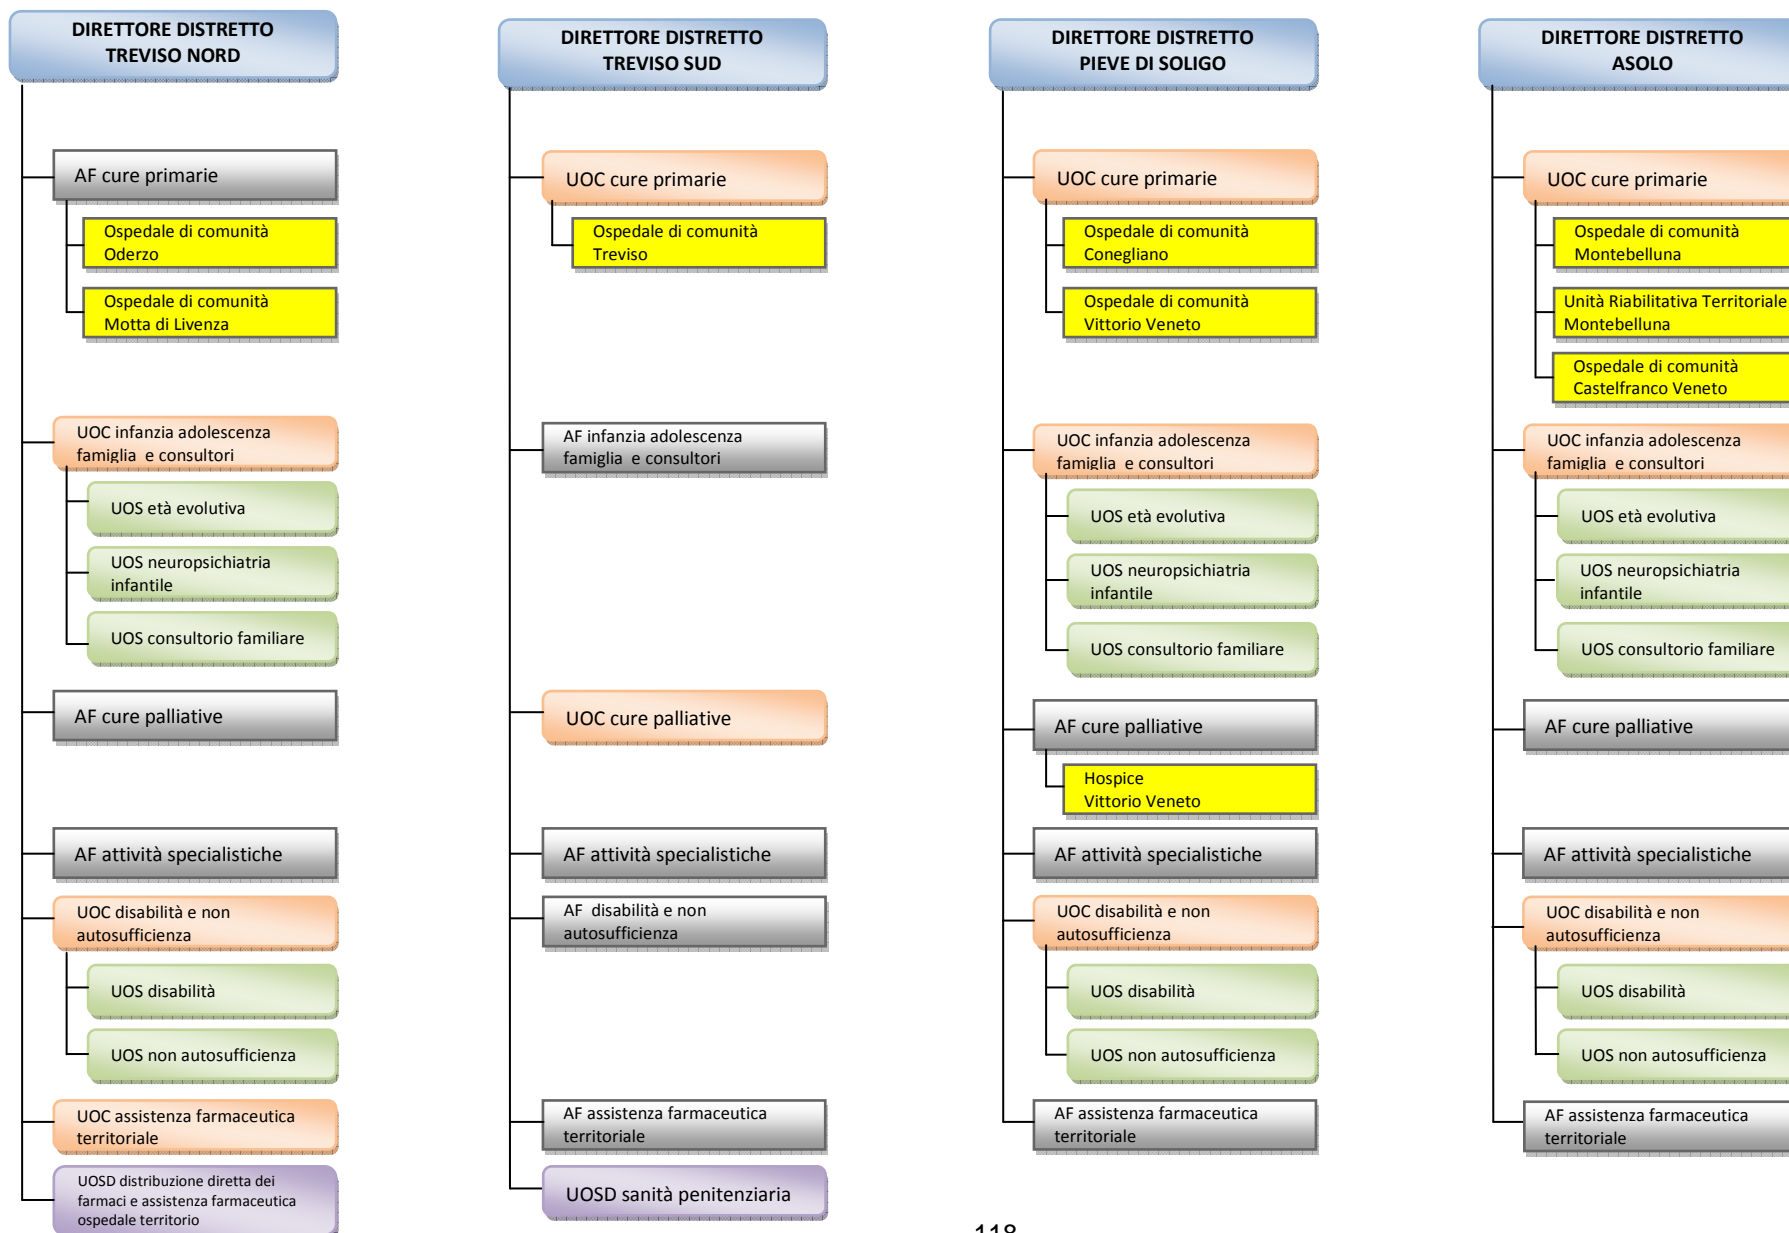 DIRETTORE DISTRETTO
TREVISO NORD
AF cure primarie
Ospedale di comunità
Oderzo
Ospedale di comunità
Motta di Livenza
UOC infanzia adolescenza
famiglia e consultori
UOS età evolutiva
UOS neuropsichiatria
infantile
UOS consultorio familiare
AF cure palliative
AF attività specialistiche
UOC disabilità e non
autosufficienza
UOS disabilità
UOS non autosufficienza
UOC assistenza farmaceutica
territoriale
UOSD distribuzione diretta dei
farmaci e assistenza farmaceutica
ospedale territorio
DIRETTORE DISTRETTO
TREVISO SUD
UOC cure primarie
Ospedale di comunità
Treviso
AF infanzia adolescenza
famiglia e consultori
UOC cure palliative
AF attività specialistiche
AF disabilità e non
autosufficienza
AF assistenza farmaceutica
territoriale
UOSD sanità penitenziaria
DIRETTORE DISTRETTO
PIEVE DI SOLIGO
UOC cure primarie
Ospedale di comunità
Conegliano
Ospedale di comunità
Vittorio Veneto
UOC infanzia adolescenza
famiglia e consultori
UOS età evolutiva
UOS neuropsichiatria
infantile
UOS consultorio familiare
AF cure palliative
Hospice
Vittorio Veneto
AF attività specialistiche
UOC disabilità e non
autosufficienza
UOS disabilità
UOS non autosufficienza
AF assistenza farmaceutica
territoriale
DIRETTORE DISTRETTO
ASOLO
UOC cure primarie
Ospedale di comunità
Montebelluna
Unità Riabilitativa Territoriale
Montebelluna
Ospedale di comunità
Castelfranco Veneto
UOC infanzia adolescenza
famiglia e consultori
UOS età evolutiva
UOS neuropsichiatria
infantile
UOS consultorio familiare
AF cure palliative
AF attività specialistiche
UOC disabilità e non
autosufficienza
UOS disabilità
UOS non autosufficienza
AF assistenza farmaceutica
territoriale
118